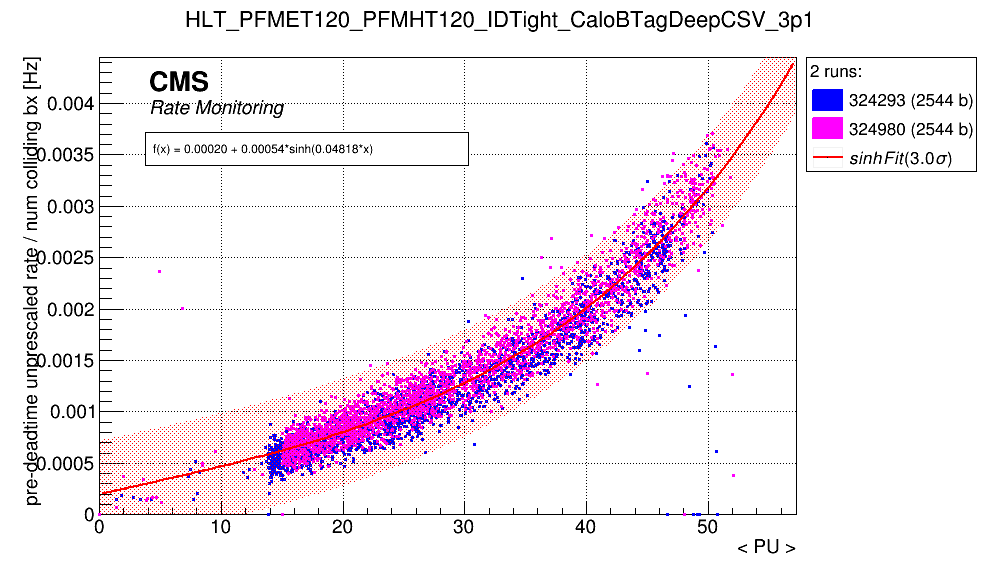 HLT_PFMET120_PFMHT120_IDTight_CaloBTagDeepCSV_3p1
pre-deadtime unprescaled rate / num colliding bx [Hz]
CMS
Rate Monitoring
f(x) = 0.00020 + 0.00054*sinh(0.04818*x)
0.004
0.0035
0.003
0.0025
0.002
0.0015
0.001
0.0005
0
0 10 20 30 40 50
< PU >
2 runs:
324293 (2544 b)
324980 (2544 b)
sinhFit(3.0σ)